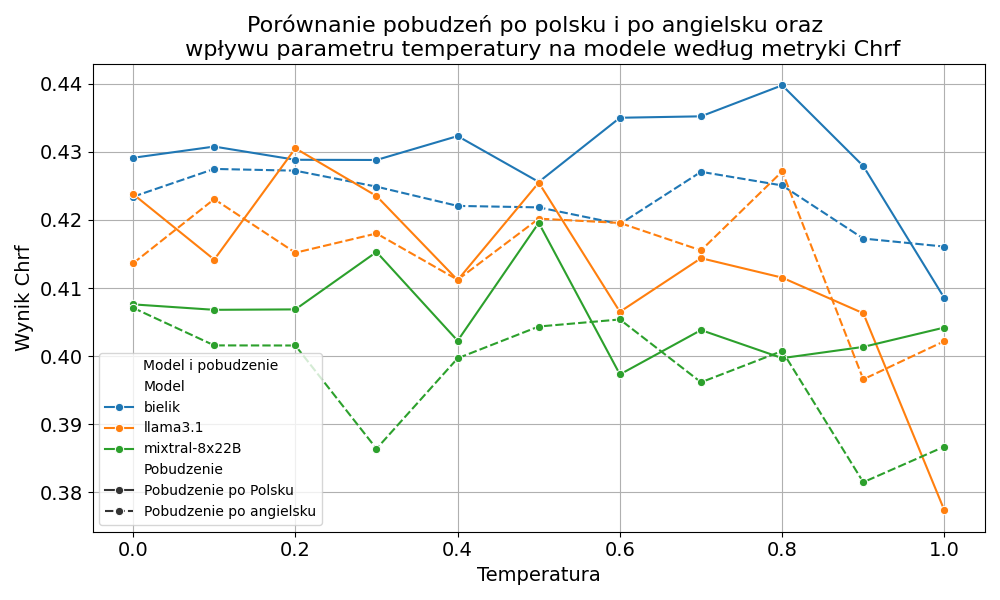 Porównanie pobudzeń po polsku i po angielsku oraz
wpływu parametru temperatury na modele według metryki Chrf
0.44
0.43
0.42
0.41
0.40
0.39
0.38
Wynik Chrf
Model i pobudzenie
Model
bielik
llama3.1
mixtral-8x22B
Pobudzenie
Pobudzenie po Polsku
Pobudzenie po angielsku
0.0 0.2 0.4 0.6 0.8 1.0
Temperatura